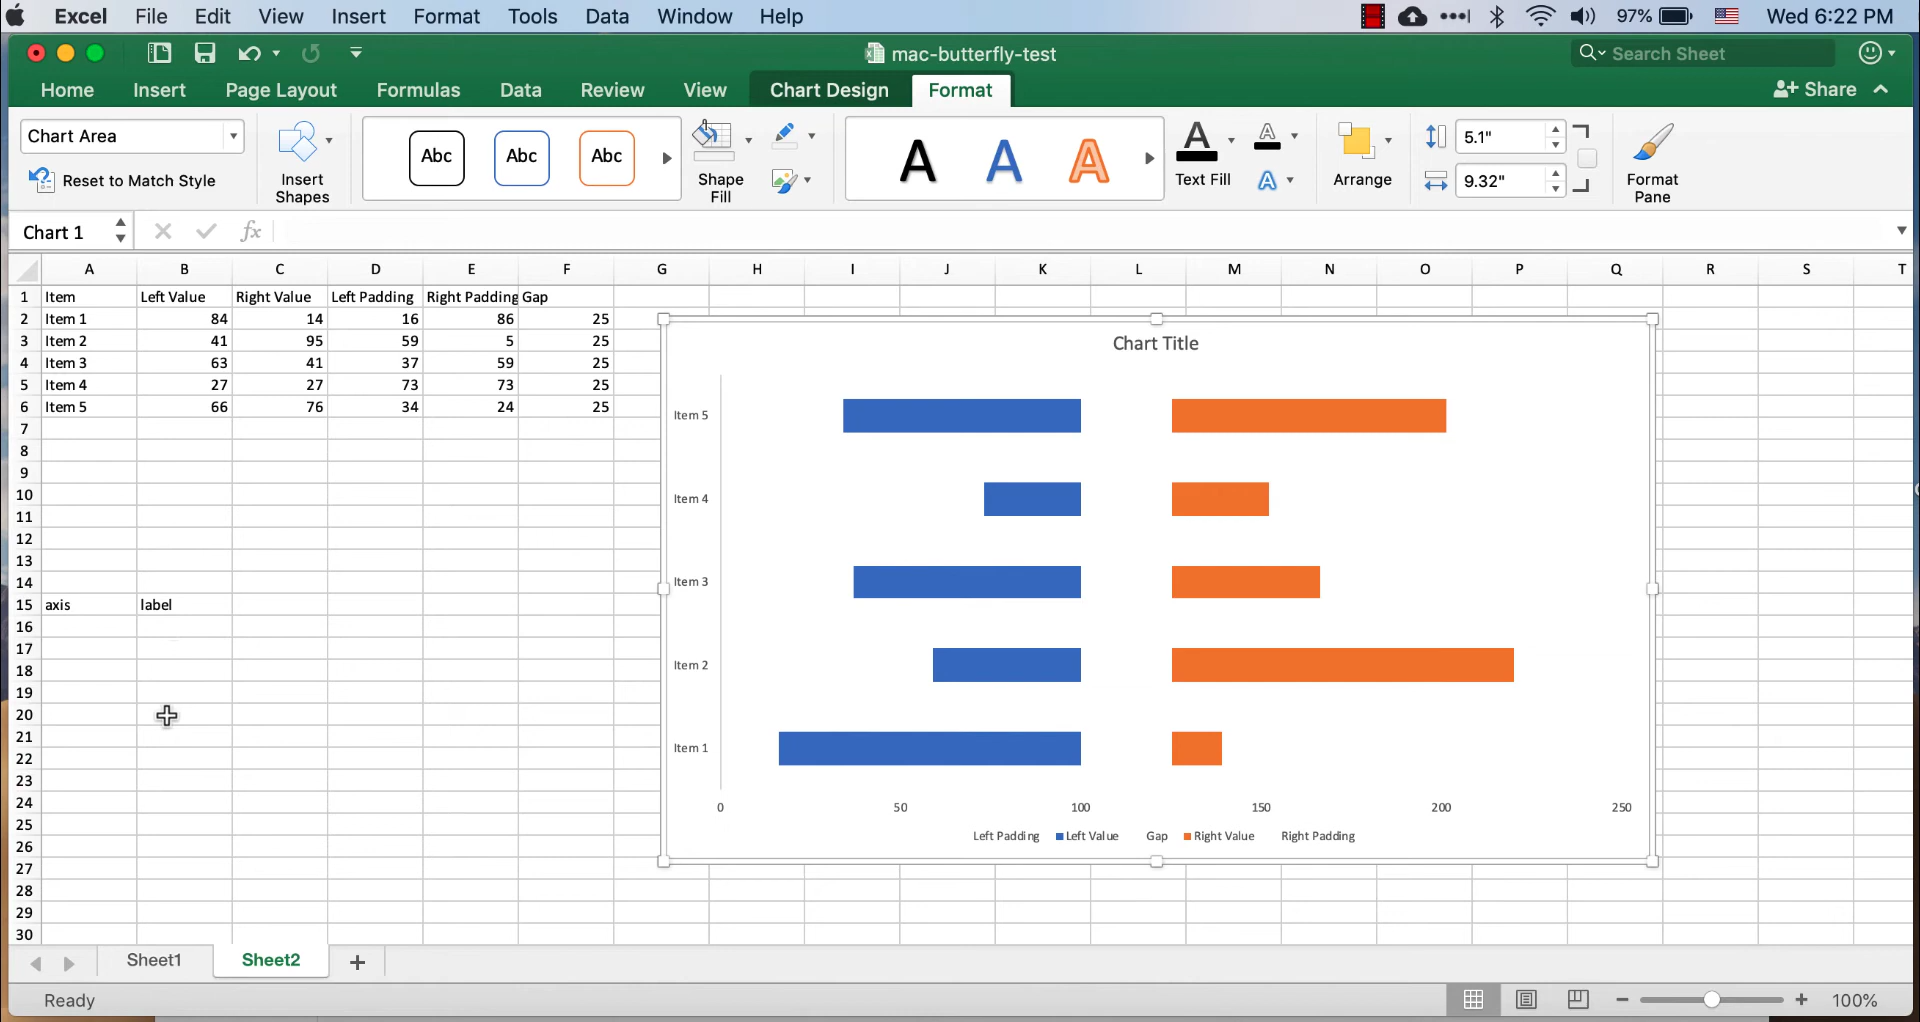 Excel File Edit View Insert Format Tools Data Window Help 97% Wed 6:22 PM
mac-butterfly-test Search Sheet
Home Insert Page Layout Formulas Data Review View Chart Design Format Share
Chart Area
Reset to Match Style
Insert Shapes
Abc Abc Abc
Shape Fill
A A A
Text Fill
Arrange
5.1"
9.32"
Format Pane
Chart 1 fx
A B C D E F G H I J K L M N O P Q R S T
1 Item Left Value Right Value Left Padding Right Padding Gap
2 Item 1 84 14 16 86 25
3 Item 2 41 95 59 5 25
4 Item 3 63 41 37 59 25
5 Item 4 27 27 73 73 25
6 Item 5 66 76 34 24 25
7
8
9
10
11
12
13
14
15 axis label
16
17
18
19
20
21
22
23
24
25
26
27
28
29
30
Chart Title
Item 5
Item 4
Item 3
Item 2
Item 1
0 50 100 150 200 250
Left Padding Left Value Gap Right Value Right Padding
Sheet1 Sheet2 +
Ready 100%